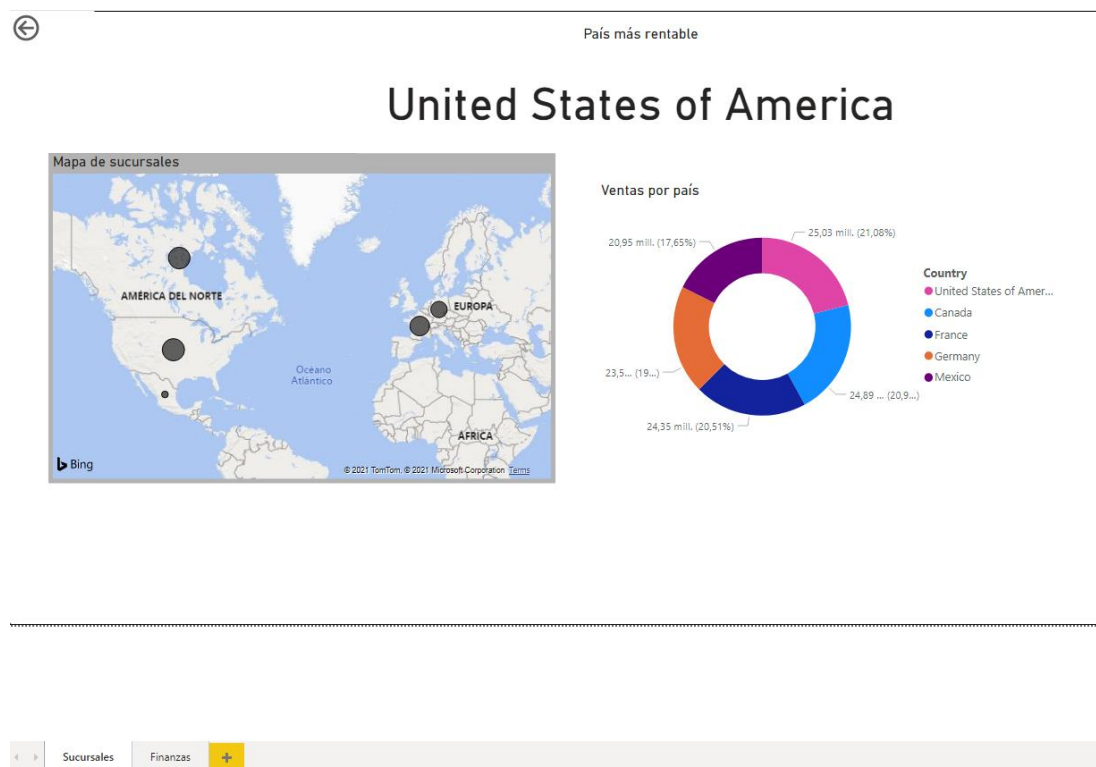 País más rentable
United States of America
Mapa de sucursales
AMÉRICA DEL NORTE
EUROPA
Océano
Atlántico
ÁFRICA
Bing
© 2021 TomTom, © 2021 Microsoft Corporation Terms
Ventas por país
20,95 mill. (17,65%)
25,03 mill. (21,08%)
23,5... (19...)
24,89 ... (20,9...)
24,35 mill. (20,51%)
Country
United States of Amer...
Canada
France
Germany
Mexico
Sucursales
Finanzas
+